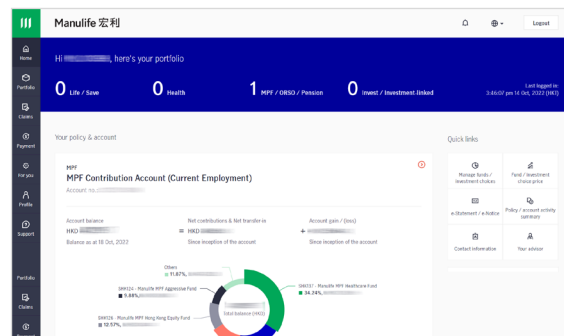 Manulife 宏利
Logout
Home
Hi , here's your portfolio
Portfolio
0 Life / Save
0 Health
1 MPF / ORSO / Pension
0 Invest / Investment-linked
Last logged in:
3:46:07 pm 14 Oct, 2022 (HKT)
Claims
Payment
For you
Profile
Support
Portfolio
Claims
Your policy & account
Quick links
MPF
MPF Contribution Account (Current Employment)
Account no.
Account balance
HKD
Balance as at 18 Oct, 2022
Net contributions & Net transfer-in
= HKD
Since inception of the account
Account gain / (loss)
+
Since inception of the account
Manage funds /
investment choices
Fund / Investment
choice price
e-Statement / e-Notice
Policy / account activity
summary
Contact information
Your advisor
Others
11.87%,
SHK124 - Manulife MPF Aggressive Fund
9.88%,
SHK126 - Manulife MPF Hong Kong Equity Fund
12.57%,
SHK157 - Manulife MPF Healthcare Fund
34.24%,
Total balance (HKD)